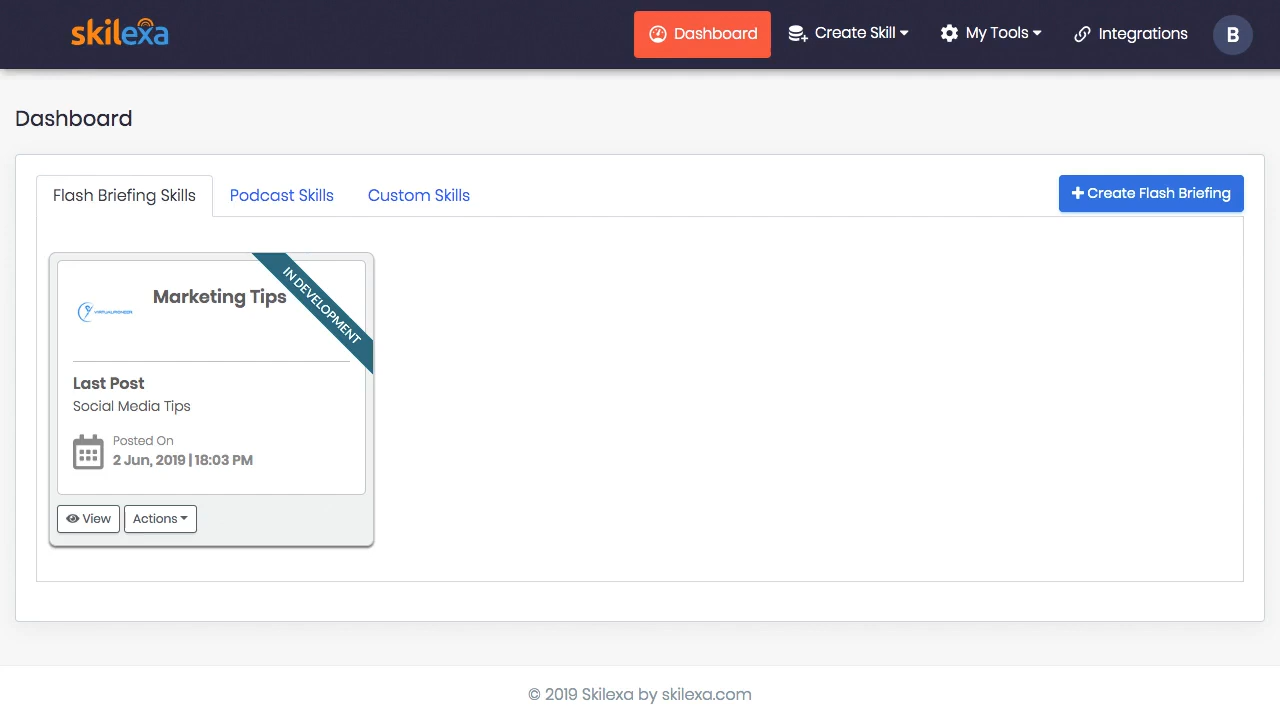 skilexa
Dashboard
Create Skill
My Tools
Integrations
B
Dashboard
Flash Briefing Skills
Podcast Skills
Custom Skills
Create Flash Briefing
VIRTUALPIONEER
Marketing Tips
IN DEVELOPMENT
Last Post
Social Media Tips
Posted On
2 Jun, 2019 | 18:03 PM
View
Actions
© 2019 Skilexa by skilexa.com